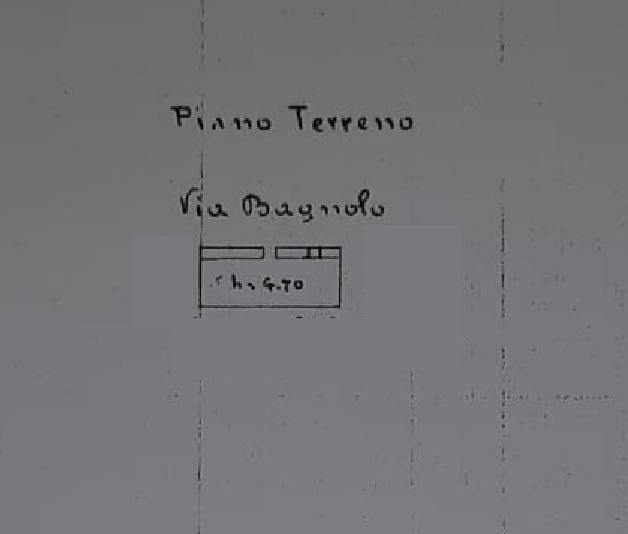 Piano Terreno
Via Bagnolo
h. 4.70